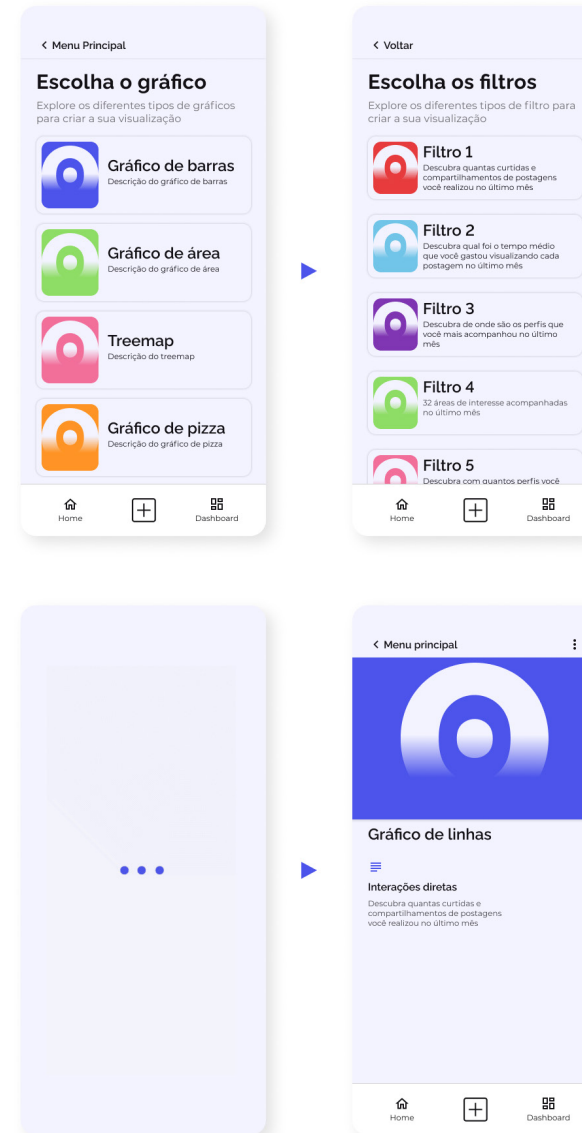 Menu Principal
Escolha o gráfico
Explore os diferentes tipos de gráficos
para criar a sua visualização
Gráfico de barras
Descrição do gráfico de barras
Gráfico de área
Descrição do gráfico de área
Treemap
Descrição do treemap
Gráfico de pizza
Descrição do gráfico de pizza
Home
Dashboard
Voltar
Escolha os filtros
Explore os diferentes tipos de filtro para
criar a sua visualização
Filtro 1
Descubra quantas curtidas e
compartilhamentos de postagens
você realizou no último mês
Filtro 2
Descubra qual foi o tempo médio
que você gastou visualizando cada
postagem no último mês
Filtro 3
Descubra de onde são os perfis que
você mais acompanhou no último
mês
Filtro 4
32 áreas de interesse acompanhadas
no último mês
Filtro 5
Descubra com quantos perfis você
Home
Dashboard
Menu principal
Gráfico de linhas
Interações diretas
Descubra quantas curtidas e
compartilhamentos de postagens
você realizou no último mês
Home
Dashboard